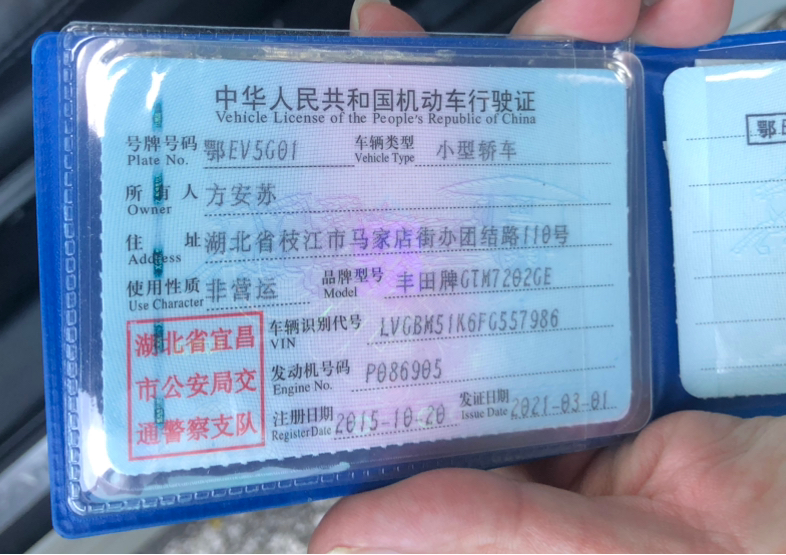 中华人民共和国机动车行驶证
Vehicle License of the People's Republic of China
号牌号码 鄂EV5G01 车辆类型 小型轿车
Plate No. Vehicle Type
所有人 方安苏
Owner
住址 湖北省枝江市马家店街办团结路110号
Address
使用性质 非营运 品牌型号 丰田牌GTM7202GE
Use Character Model
车辆识别代号 LVGBM51K6FG557986
VIN
发动机号码 P086905
Engine No.
注册日期 2015-10-20 发证日期 2021-03-01
Register Date Issue Date
湖北省宜昌
市公安局交
通警察支队
鄂E